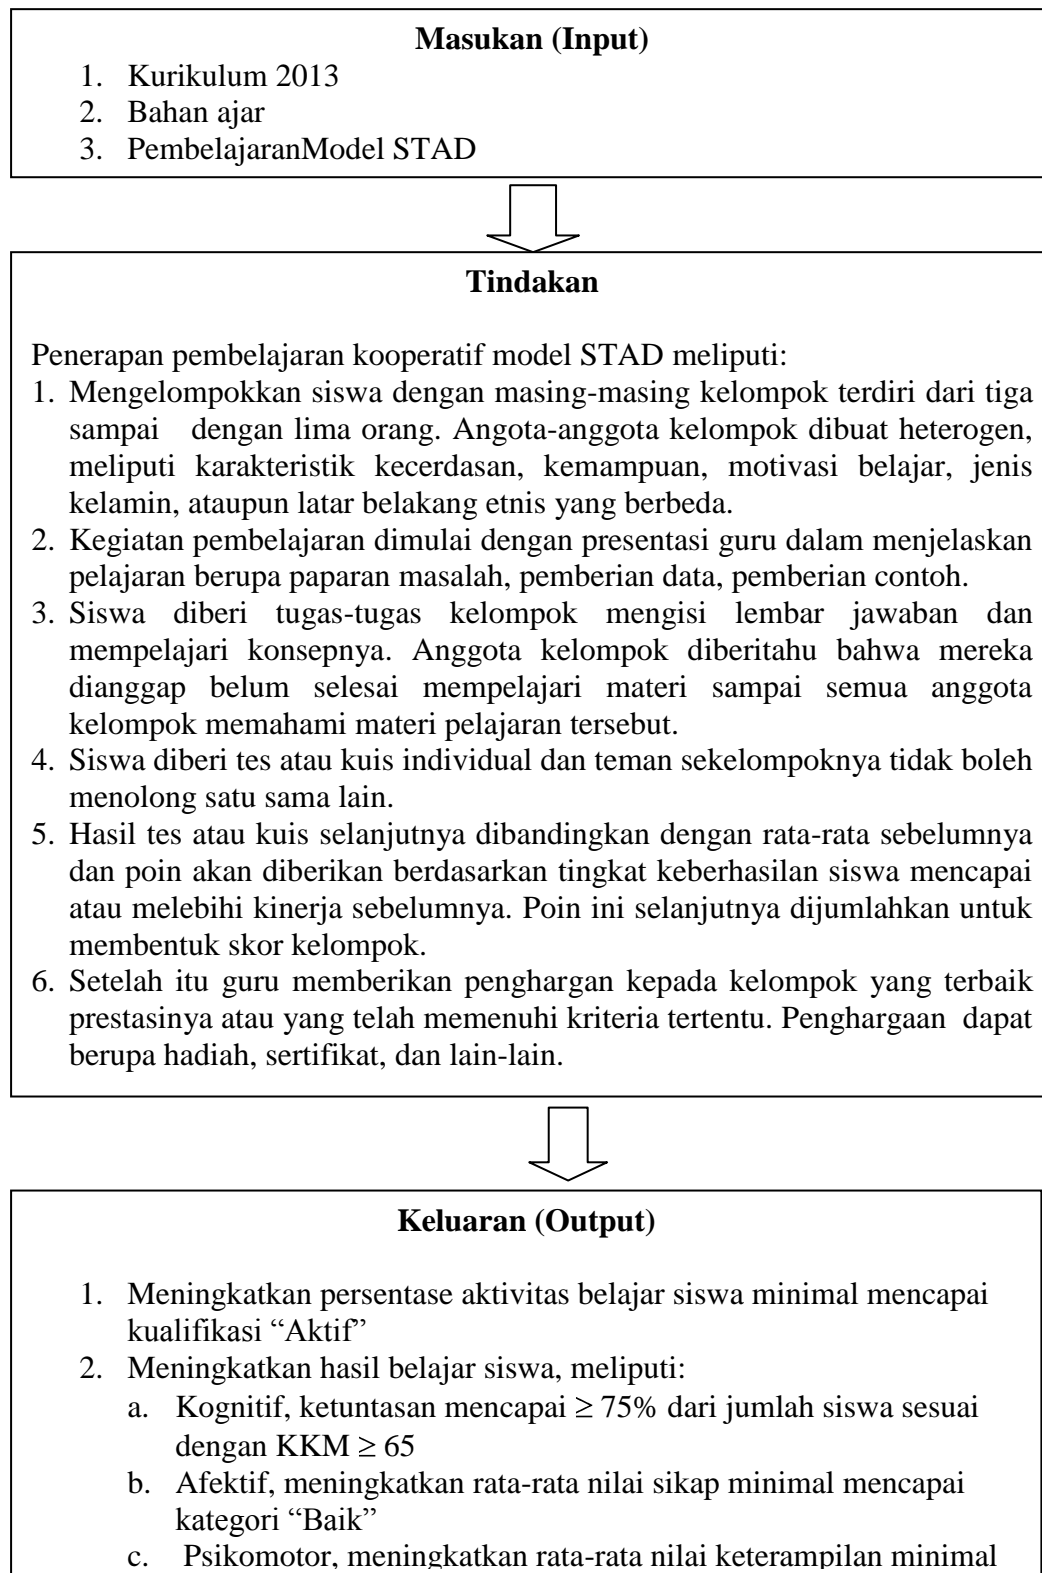 Masukan (Input)
1. Kurikulum 2013
2. Bahan ajar
3. PembelajaranModel STAD
Tindakan
Penerapan pembelajaran kooperatif model STAD meliputi:
1. Mengelompokkan siswa dengan masing-masing kelompok terdiri dari tiga
sampai dengan lima orang. Angota-anggota kelompok dibuat heterogen,
meliputi karakteristik kecerdasan, kemampuan, motivasi belajar, jenis
kelamin, ataupun latar belakang etnis yang berbeda.
2. Kegiatan pembelajaran dimulai dengan presentasi guru dalam menjelaskan
pelajaran berupa paparan masalah, pemberian data, pemberian contoh.
3. Siswa diberi tugas-tugas kelompok mengisi lembar jawaban dan
mempelajari konsepnya. Anggota kelompok diberitahu bahwa mereka
dianggap belum selesai mempelajari materi sampai semua anggota
kelompok memahami materi pelajaran tersebut.
4. Siswa diberi tes atau kuis individual dan teman sekelompoknya tidak boleh
menolong satu sama lain.
5. Hasil tes atau kuis selanjutnya dibandingkan dengan rata-rata sebelumnya
dan poin akan diberikan berdasarkan tingkat keberhasilan siswa mencapai
atau melebihi kinerja sebelumnya. Poin ini selanjutnya dijumlahkan untuk
membentuk skor kelompok.
6. Setelah itu guru memberikan penghargan kepada kelompok yang terbaik
prestasinya atau yang telah memenuhi kriteria tertentu. Penghargaan dapat
berupa hadiah, sertifikat, dan lain-lain.
Keluaran (Output)
1. Meningkatkan persentase aktivitas belajar siswa minimal mencapai
kualifikasi “Aktif”
2. Meningkatkan hasil belajar siswa, meliputi:
a. Kognitif, ketuntasan mencapai ≥ 75% dari jumlah siswa sesuai
dengan KKM ≥ 65
b. Afektif, meningkatkan rata-rata nilai sikap minimal mencapai
kategori “Baik”
c. Psikomotor, meningkatkan rata-rata nilai keterampilan minimal